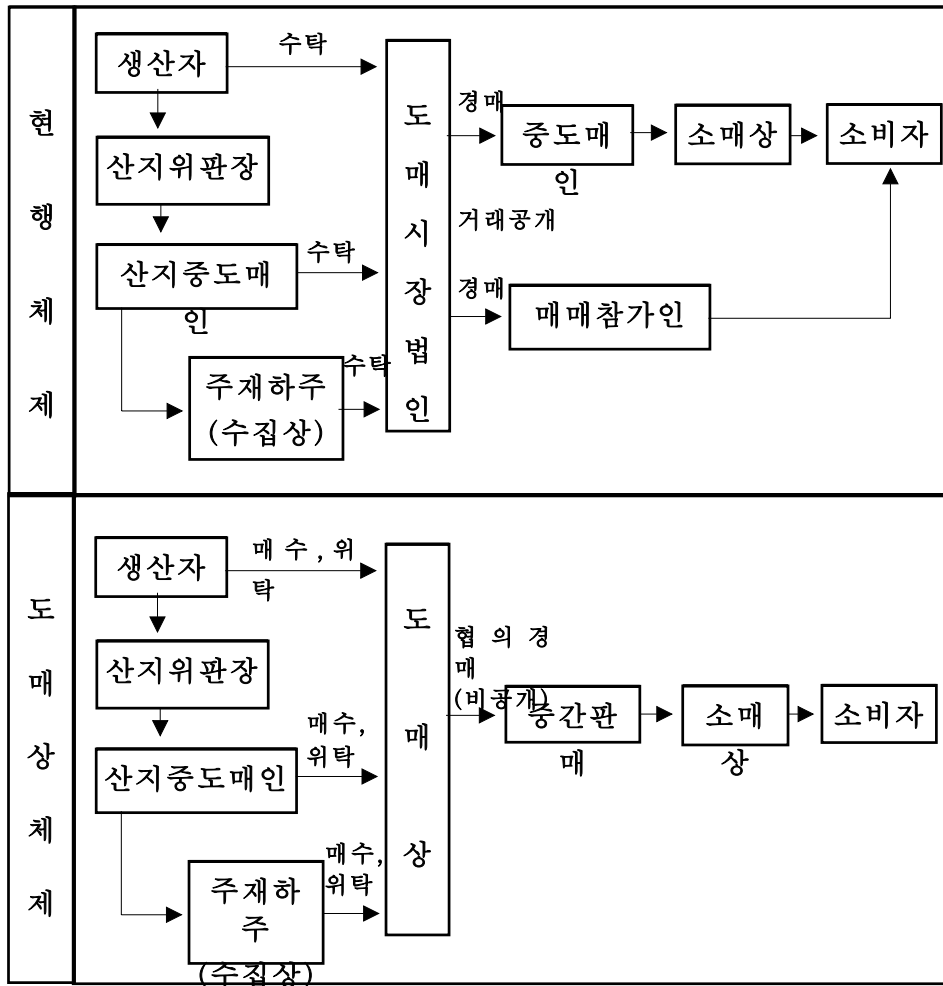 현
행
체
제
생산자
수탁
산지위판장
산지중도매
인
수탁
주재하주
(수집상)
수탁
도
매
시
장
법
인
경매
거래공개
경매
중도매
인
소매상
소비자
매매참가인
도
매
상
체
제
생산자
매수, 위
탁
산지위판장
산지중도매인
매수,
위탁
주재하
주
(수집상)
매수,
위탁
도
매
상
협의경
매
(비공개)
중간판
매
소매
상
소비자